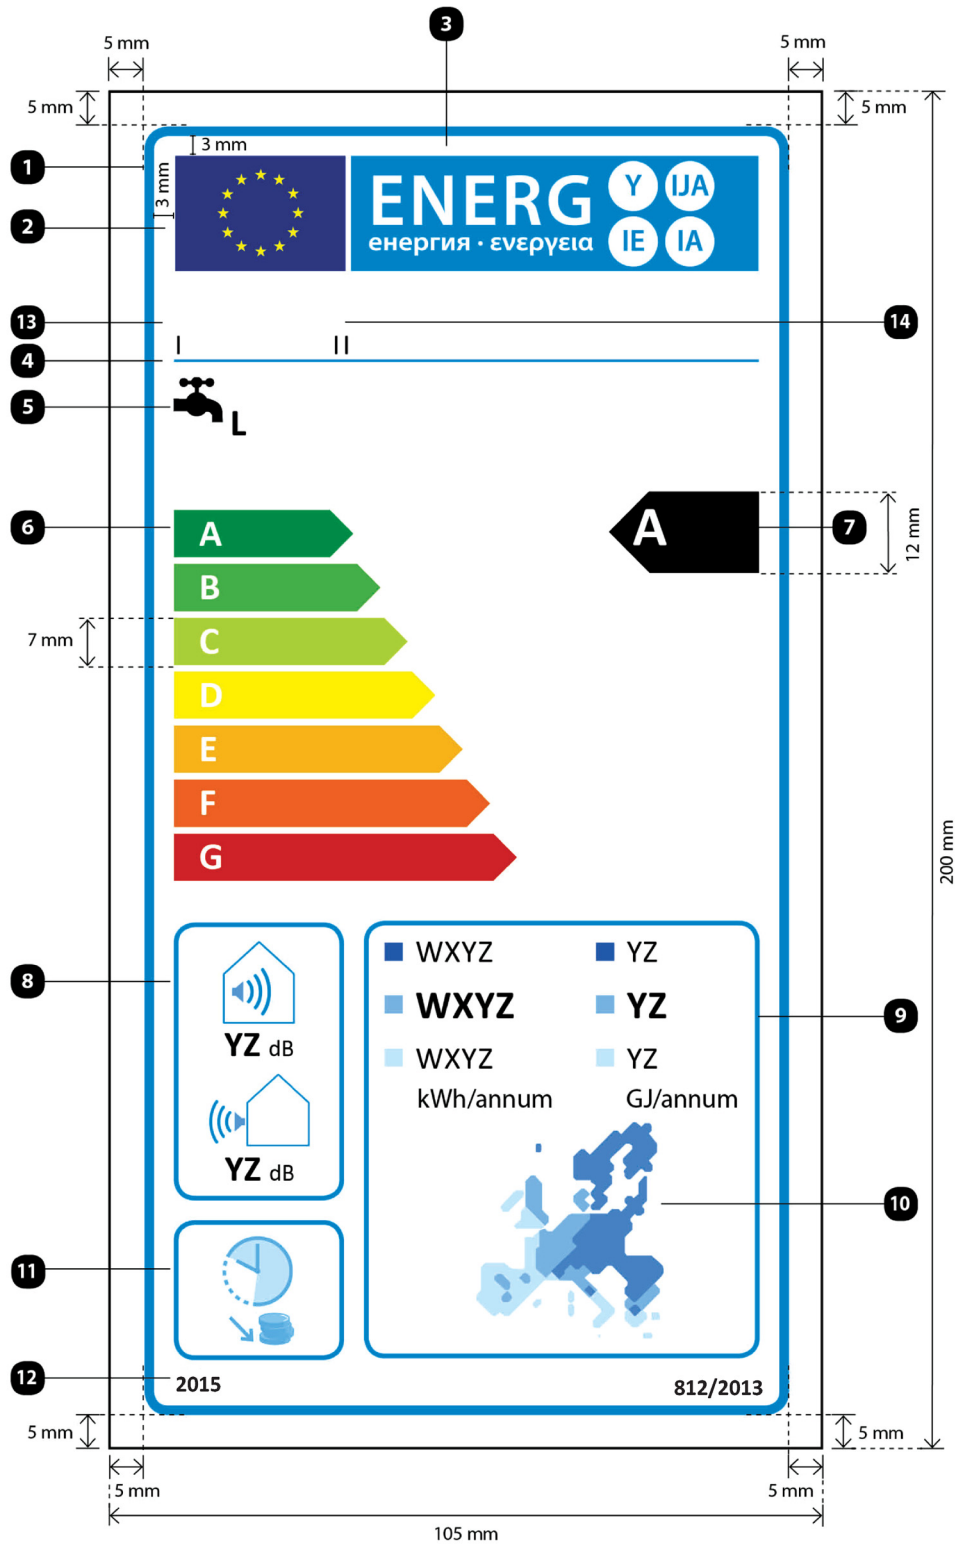 3
5 mm
5 mm
5 mm
5 mm
3 mm
1
3 mm
2
ENERG
енергия · ενεργεια
Y
IJA
IE
IA
13
14
4
5
L
6
A
A
7
12 mm
B
7 mm
C
D
E
F
G
200 mm
8
WXYZ
YZ
WXYZ
YZ
9
YZ dB
WXYZ
YZ
kWh/annum
GJ/annum
YZ dB
10
11
12
2015
812/2013
5 mm
5 mm
5 mm
5 mm
105 mm